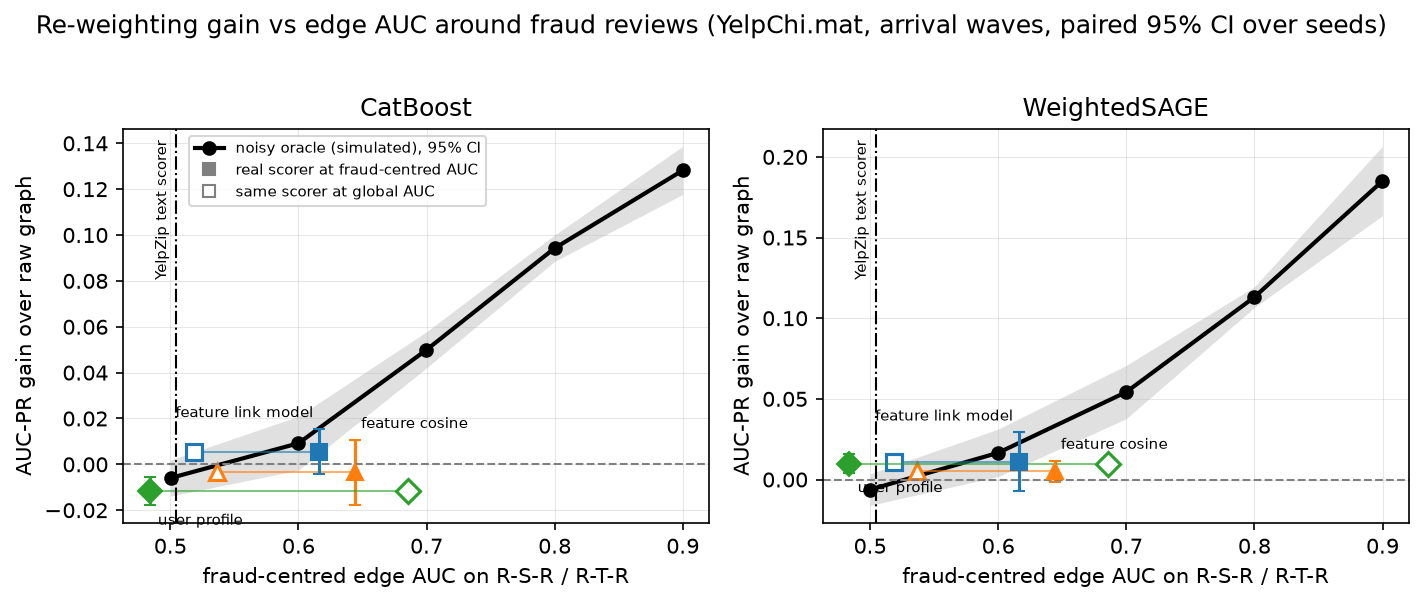 Re-weighting gain vs edge AUC around fraud reviews (YelpChi.mat, arrival waves, paired 95% CI over seeds)
CatBoost
AUC-PR gain over raw graph
0.14
0.12
0.10
0.08
0.06
0.04
0.02
0.00
−0.02
YelpZip text scorer
noisy oracle (simulated), 95% CI
real scorer at fraud-centred AUC
same scorer at global AUC
feature link model
feature cosine
user profile
0.5 0.6 0.7 0.8 0.9
fraud-centred edge AUC on R-S-R / R-T-R
WeightedSAGE
AUC-PR gain over raw graph
0.20
0.15
0.10
0.05
0.00
YelpZip text scorer
feature link model
feature cosine
user profile
0.5 0.6 0.7 0.8 0.9
fraud-centred edge AUC on R-S-R / R-T-R